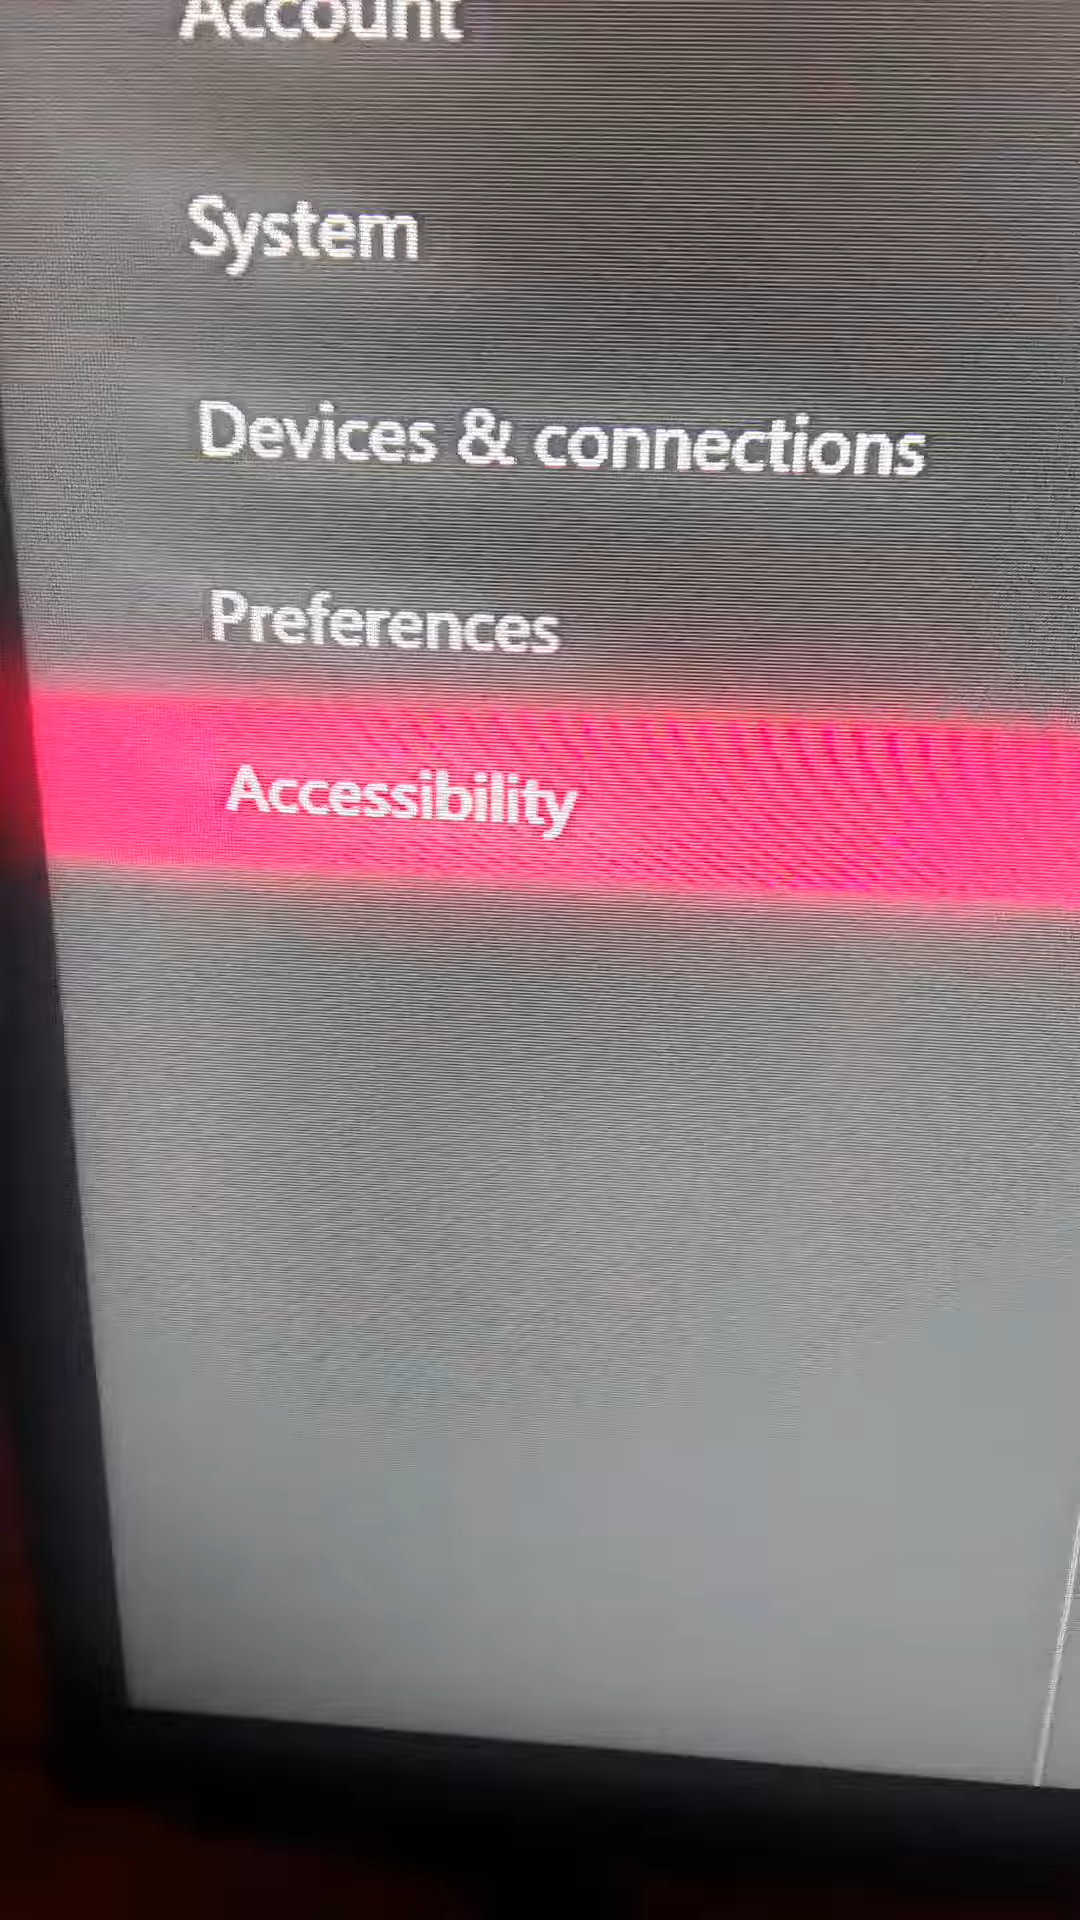 Account
System
Devices & connections
Preferences
Accessibility